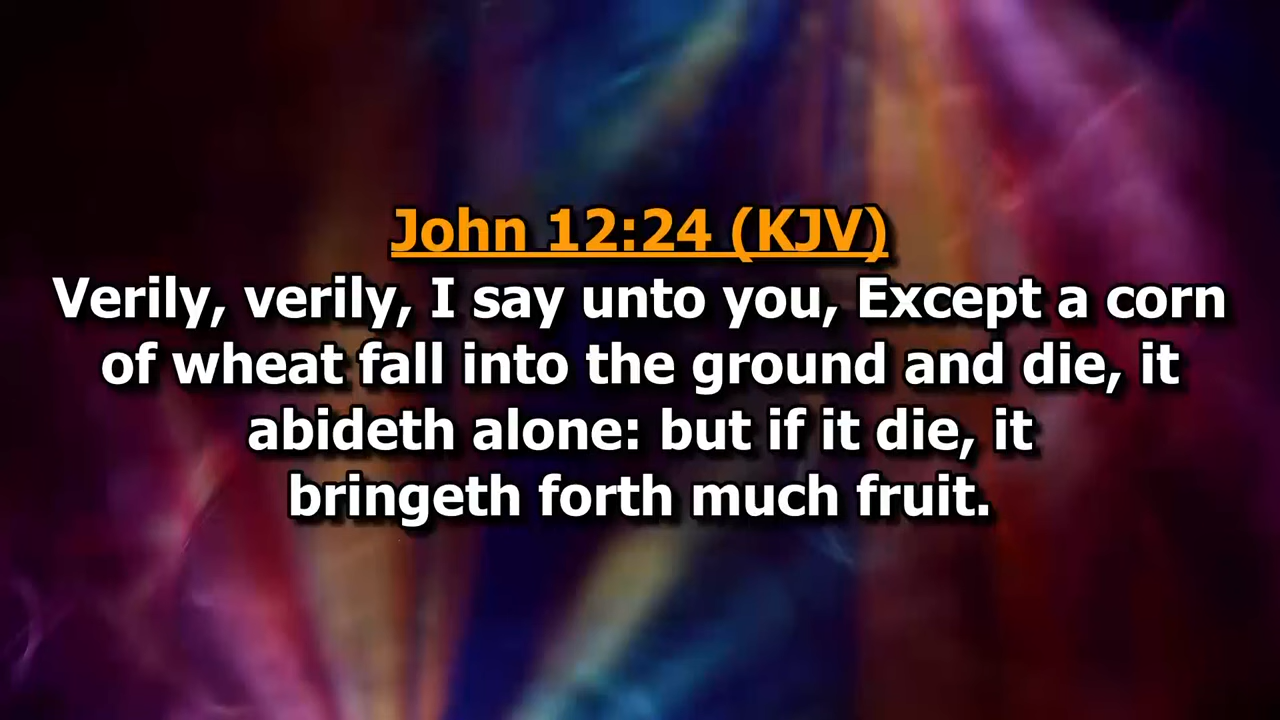 John 12:24 (KJV)
Verily, verily, I say unto you, Except a corn
of wheat fall into the ground and die, it
abideth alone: but if it die, it
bringeth forth much fruit.